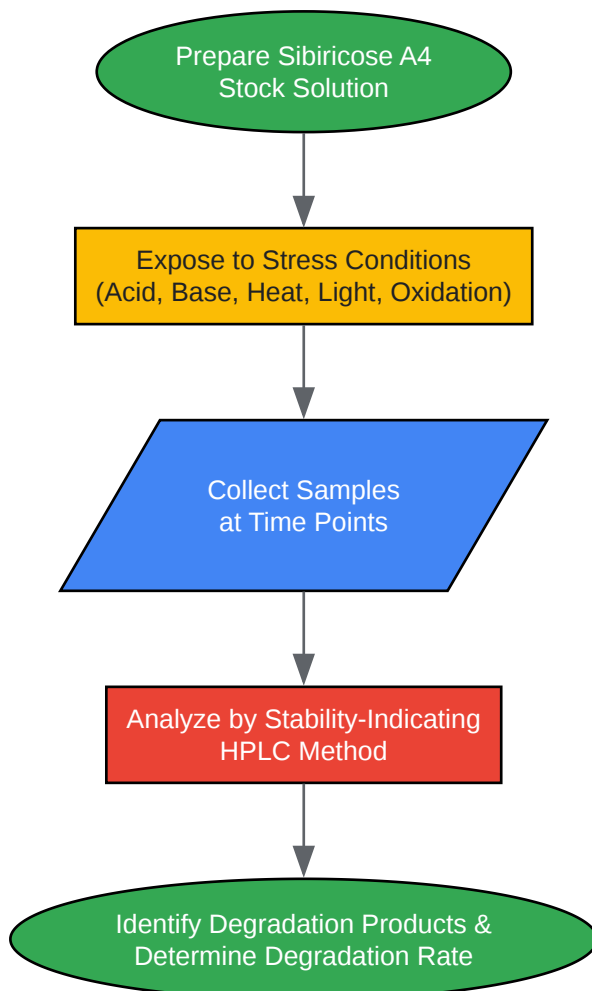 Prepare Sibiricose A4
Stock Solution
Expose to Stress Conditions
(Acid, Base, Heat, Light, Oxidation)
Collect Samples
at Time Points
Analyze by Stability-Indicating
HPLC Method
Identify Degradation Products &
Determine Degradation Rate